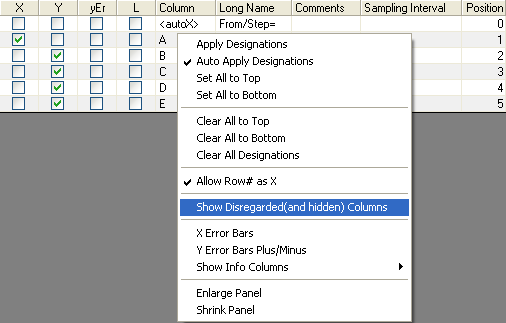 X Y yEr L Column Long Name Comments Sampling Interval Position
<autoX> From/Step= 0
A 1
B 2
C 3
D 4
E 5
Apply Designations
Auto Apply Designations
Set All to Top
Set All to Bottom
Clear All to Top
Clear All to Bottom
Clear All Designations
Allow Row# as X
Show Disregarded(and hidden) Columns
X Error Bars
Y Error Bars Plus/Minus
Show Info Columns
Enlarge Panel
Shrink Panel